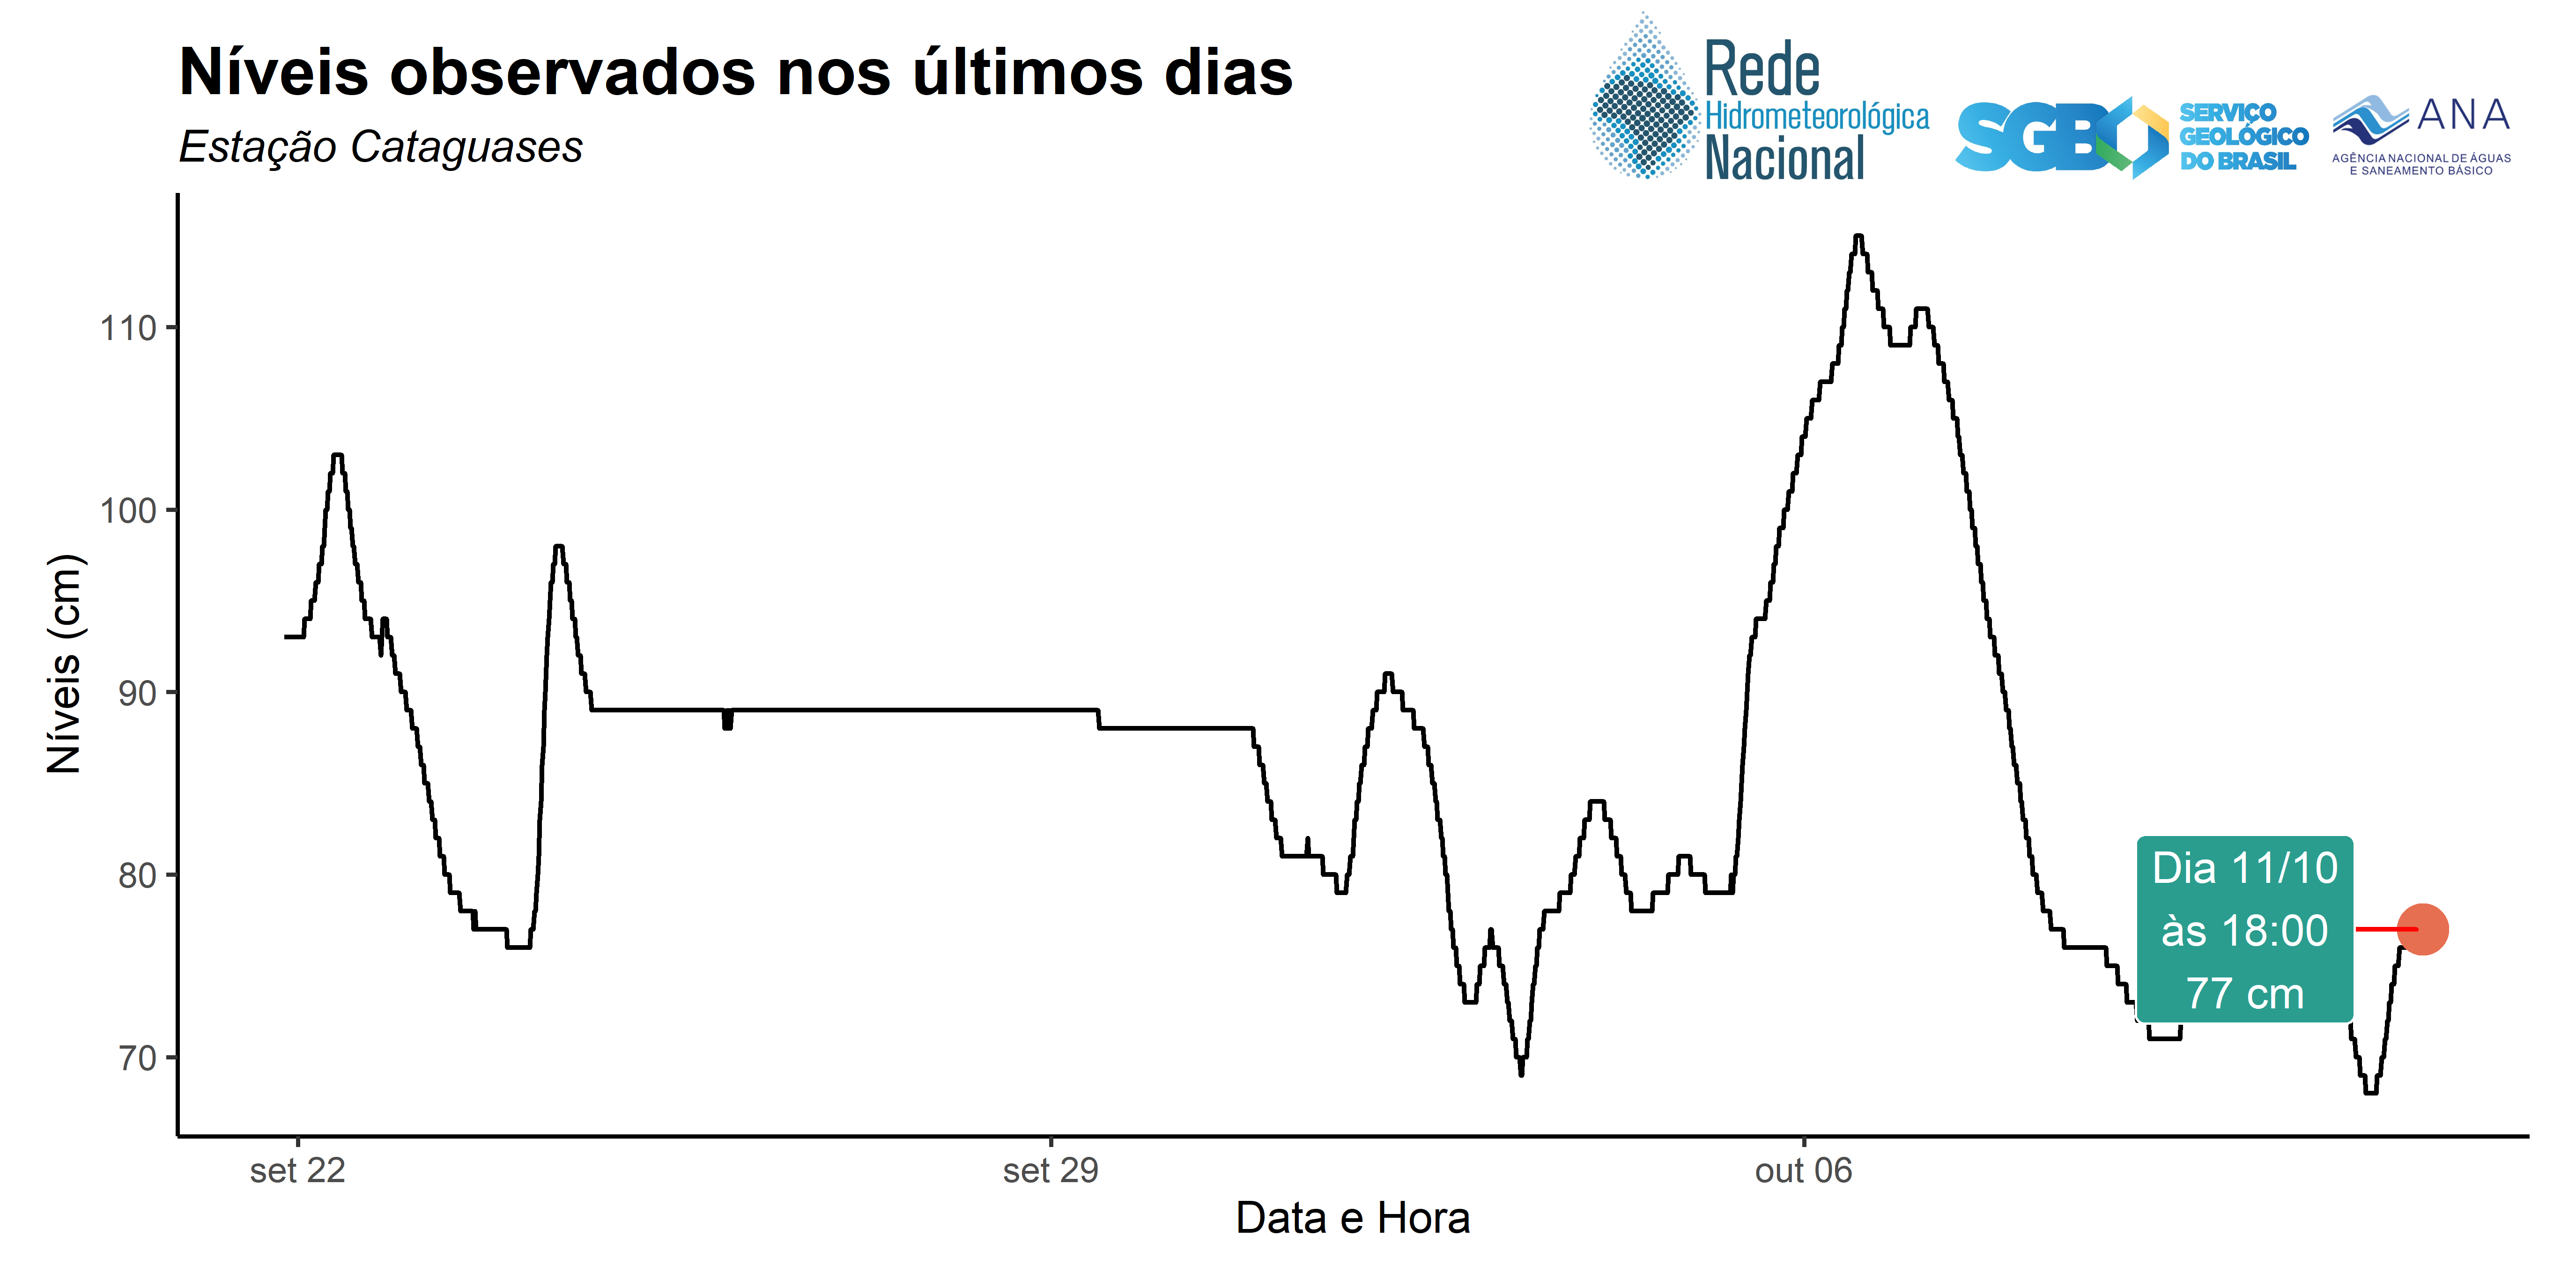 Níveis observados nos últimos dias
Estação Cataguases
Rede
Hidrometeorológica
Nacional
SGB
SERVIÇO
GEOLÓGICO
DO BRASIL
ANA
AGÊNCIA NACIONAL DE ÁGUAS
E SANEAMENTO BÁSICO
Níveis (cm)
110
100
90
80
70
Dia 11/10
às 18:00
77 cm
set 22
set 29
out 06
Data e Hora